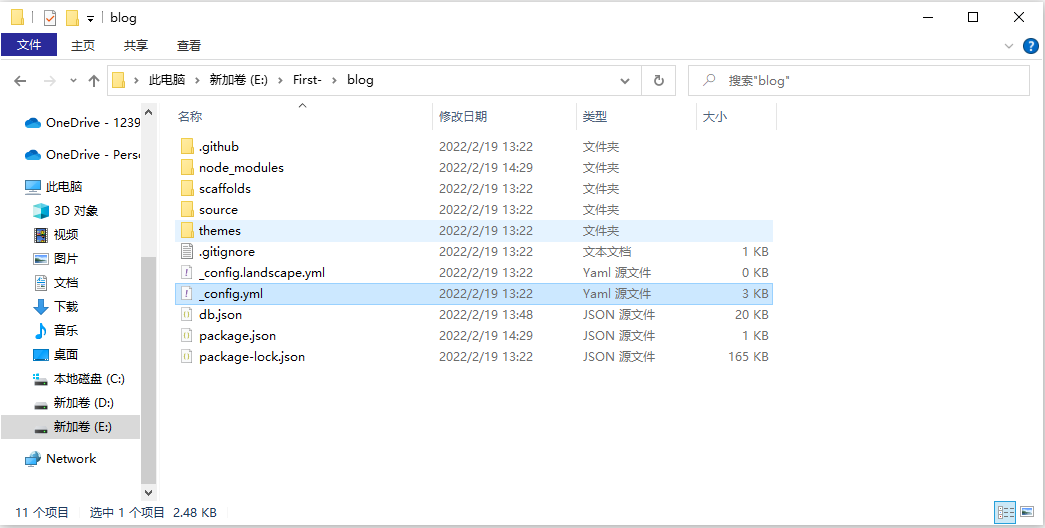 blog
文件 主页 共享 查看
此电脑 新加卷 (E:) First- blog 搜索"blog"
名称 修改日期 类型 大小
OneDrive - 1239
OneDrive - Perso
此电脑
3D 对象
视频
图片
文档
下载
音乐
桌面
本地磁盘 (C:)
新加卷 (D:)
新加卷 (E:)
Network
.github 2022/2/19 13:22 文件夹
node_modules 2022/2/19 14:29 文件夹
scaffolds 2022/2/19 13:22 文件夹
source 2022/2/19 13:22 文件夹
themes 2022/2/19 13:22 文件夹
.gitignore 2022/2/19 13:22 文本文档 1 KB
_config.landscape.yml 2022/2/19 13:22 Yaml 源文件 0 KB
_config.yml 2022/2/19 13:22 Yaml 源文件 3 KB
db.json 2022/2/19 13:48 JSON 源文件 20 KB
package.json 2022/2/19 14:29 JSON 源文件 1 KB
package-lock.json 2022/2/19 13:22 JSON 源文件 165 KB
11 个项目 选中 1 个项目 2.48 KB